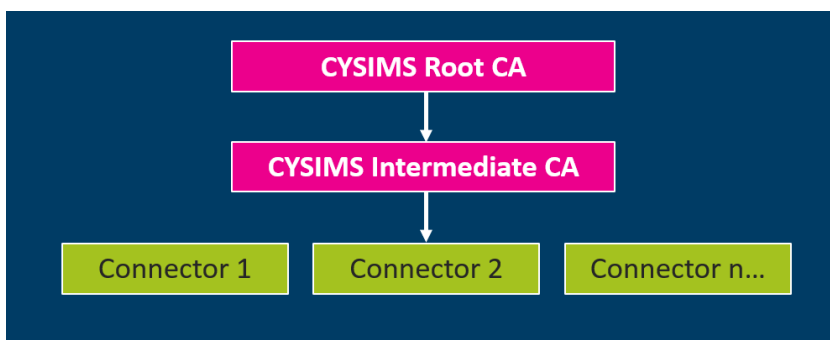 CYSIMS Root CA
CYSIMS Intermediate CA
Connector 1
Connector 2
Connector n...